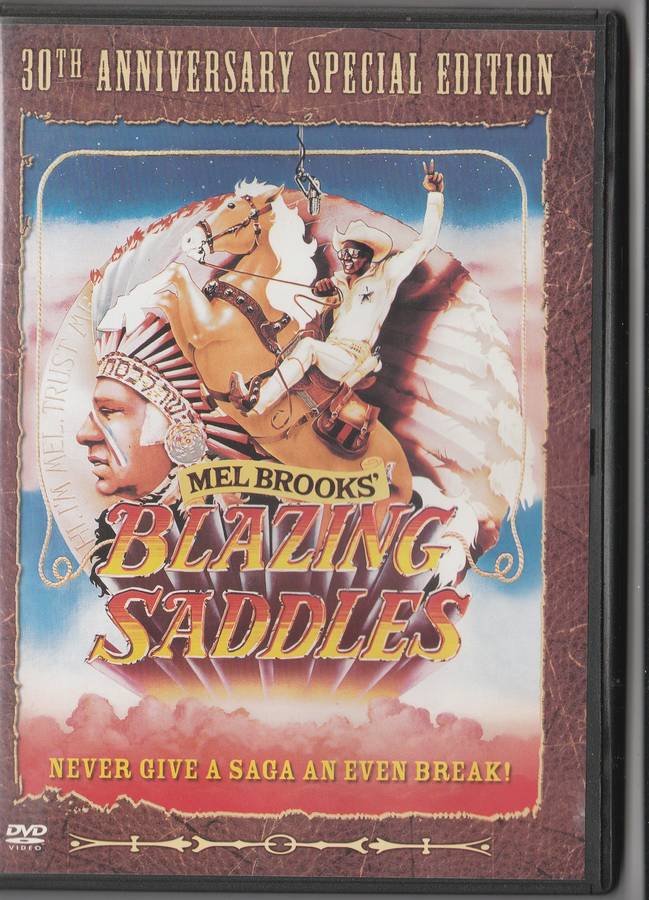 30TH ANNIVERSARY SPECIAL EDITION
HI, I'M MEL, TRUST ME
MEL BROOKS'
BLAZING
SADDLES
NEVER GIVE A SAGA AN EVEN BREAK!
DVD
VIDEO